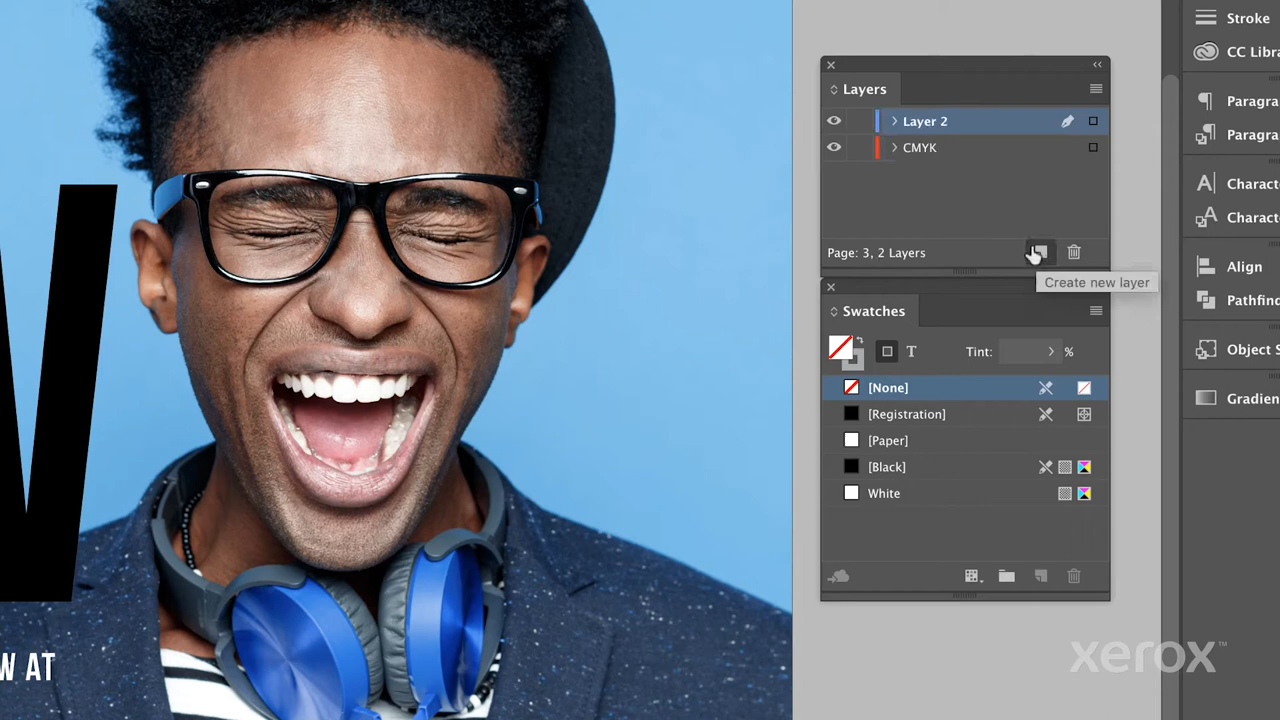 Stroke
CC Libra
Layers
Layer 2
CMYK
Page: 3, 2 Layers
Create new layer
Swatches
T
Tint:
%
[None]
[Registration]
[Paper]
[Black]
White
Paragra
Paragra
Charact
Charact
Align
Pathfind
Object S
Gradien
W
W AT
xerox™